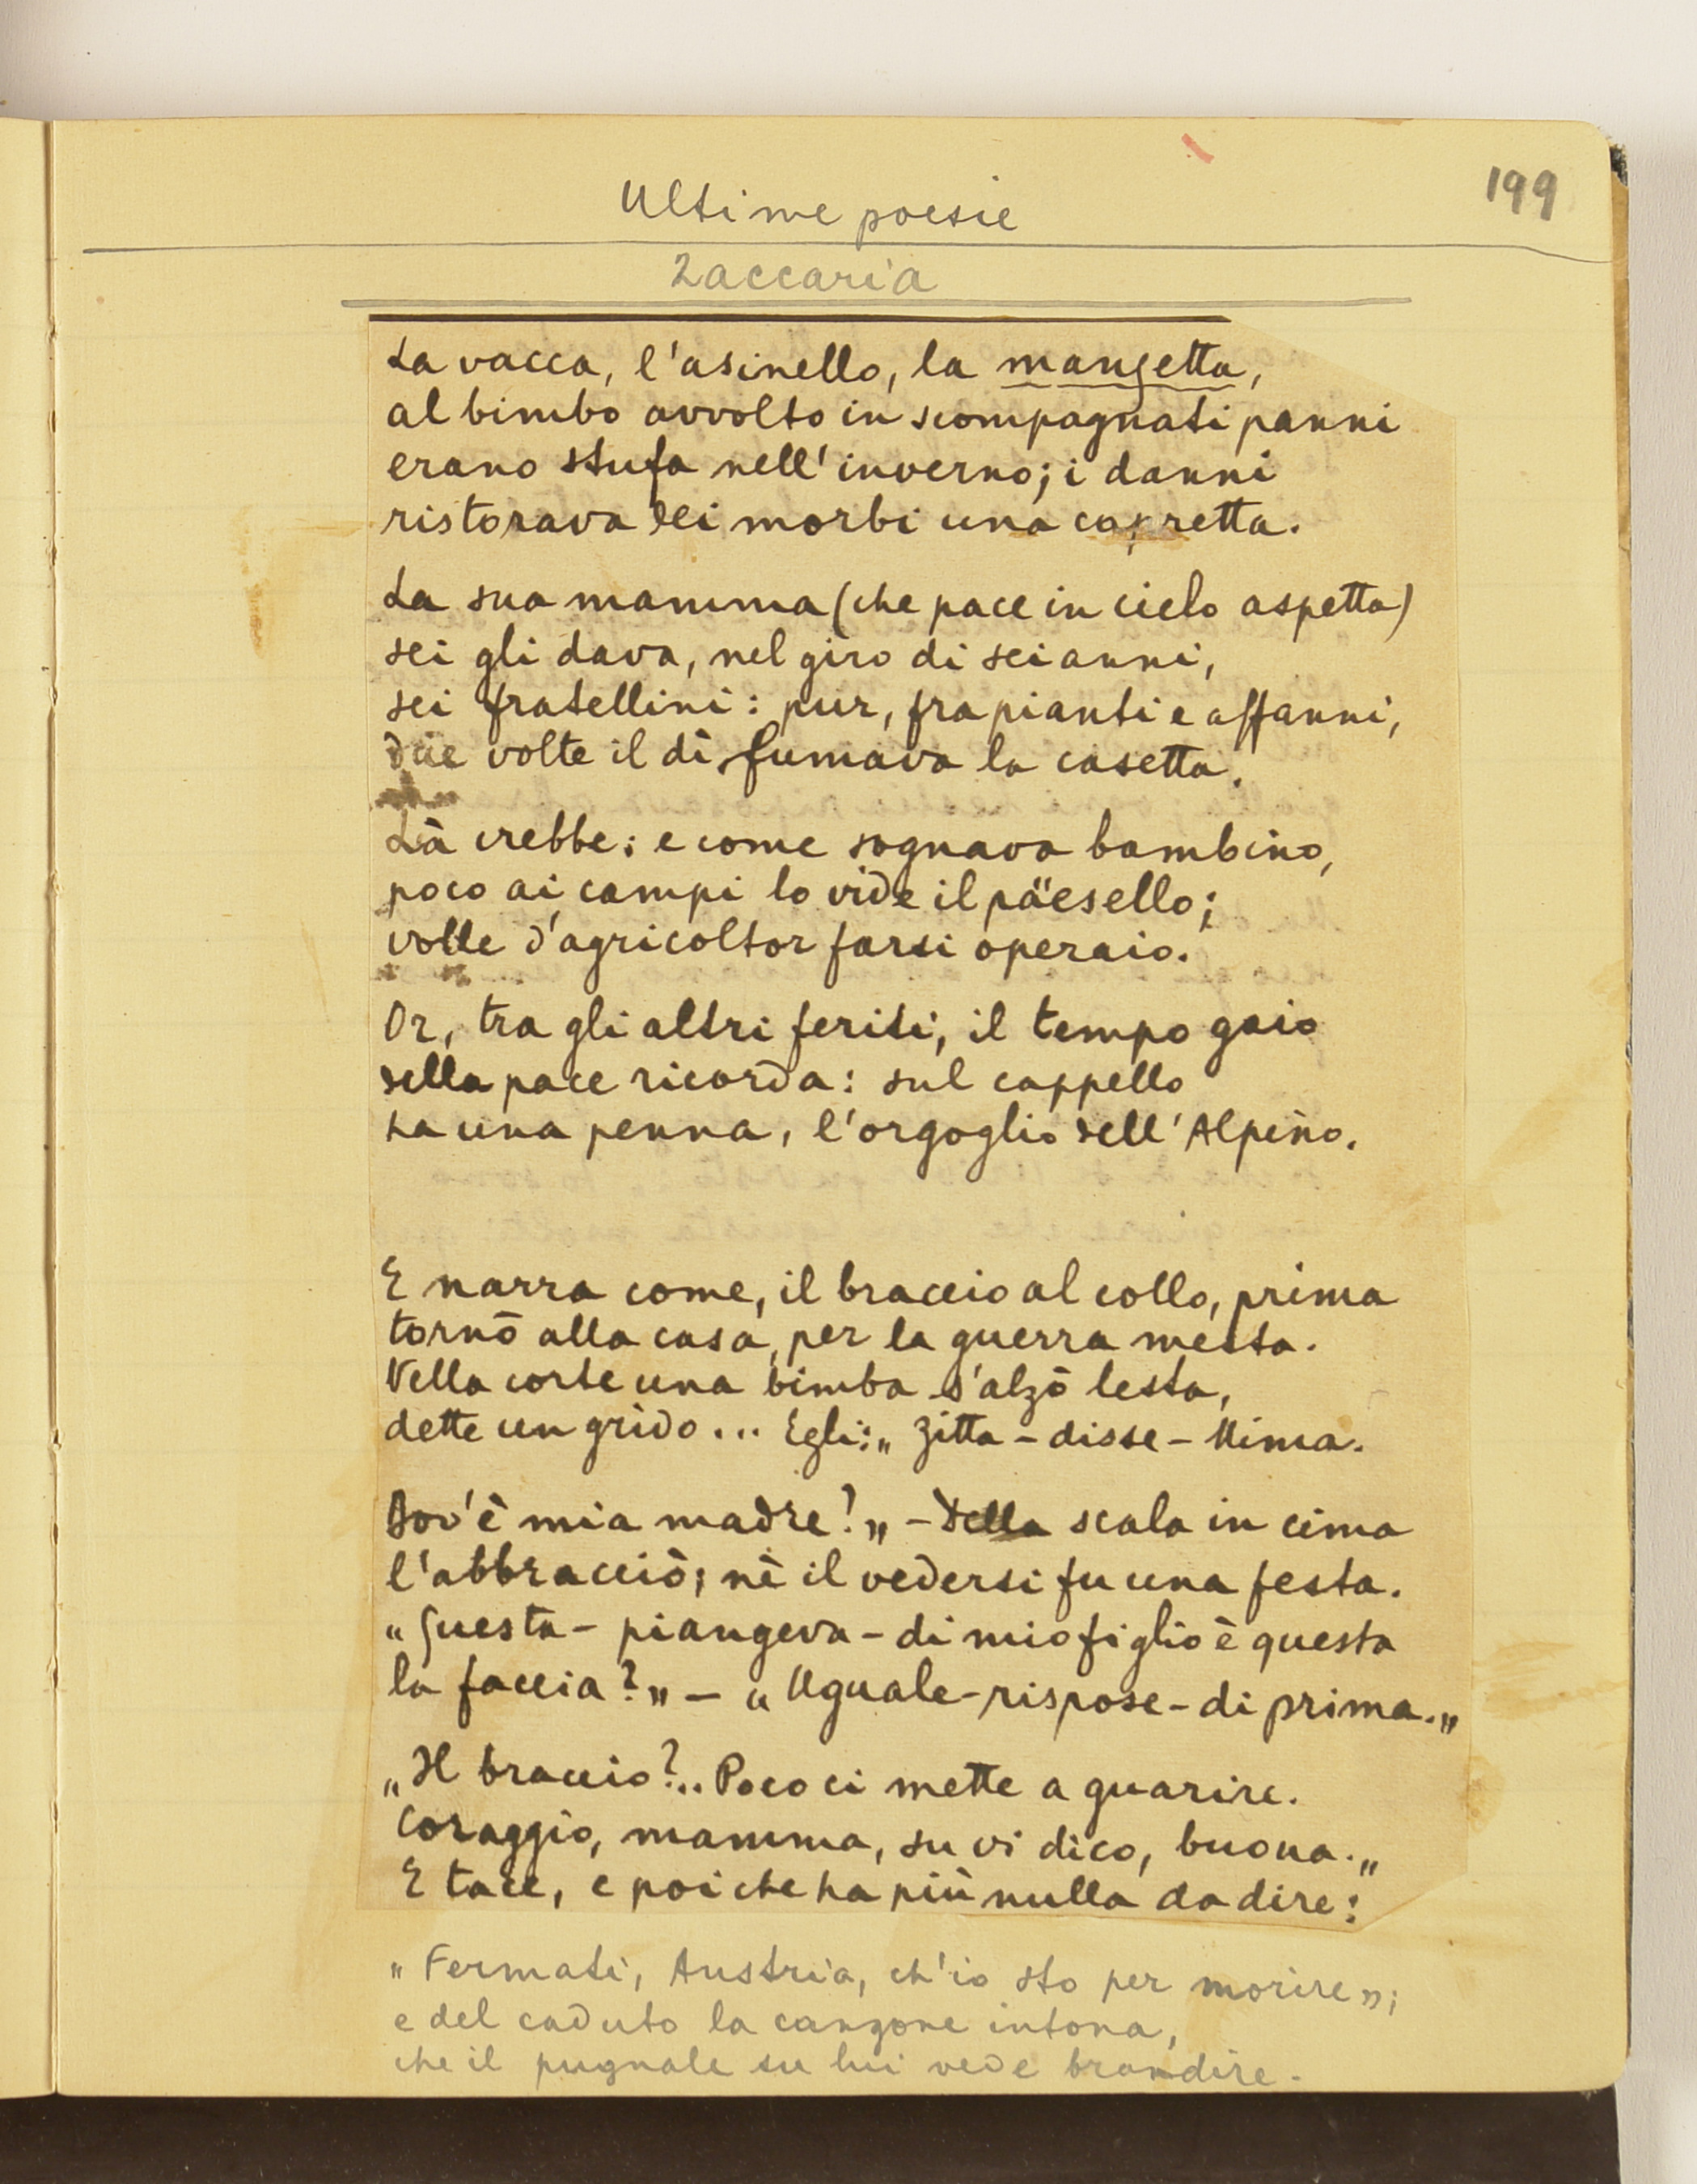 199
Ultime poesie
Zaccaria
La vacca, l'asinello, la manzetta,
al bimbo avvolto in scompagnati panni
erano stufa nell'inverno; i danni
ristorava dei morbi una capretta.
La sua mamma (che pace in cielo aspetta)
sei gli dava, nel giro di sei anni,
sei fratellini: pur, fra pianti e affanni,
due volte il dì fumava la casetta.
Là crebbe; e come sognava bambino,
poco ai campi lo vide il päesello;
volle d'agricoltor farsi operaio.
Or, tra gli altri feriti, il tempo gaio
della pace ricorda: sul cappello
ha una penna, l'orgoglio dell'Alpino.
E narra come, il braccio al collo, prima
tornò alla casa, per la guerra mesta.
Nella corte una bimba s'alzò lesta,
dette un grido... Egli: „ Zitta – disse – Mima.
Dov'è mia madre?„ – Della scala in cima
l'abbracciò; nè il vedersi fu una festa.
“Questa – piangeva – di mio figlio è questa
la faccia?„ – “Uguale – rispose – di prima.„
„Il braccio?.. Poco ci mette a guarire.
Coraggio, mamma, su vi dico, buona.„
E tace, e poi che ha più nulla da dire:
„Fermati, Austria, ch'io sto per morire„;
e del caduto la canzone intona,
che il pugnale su lui vede brandire.